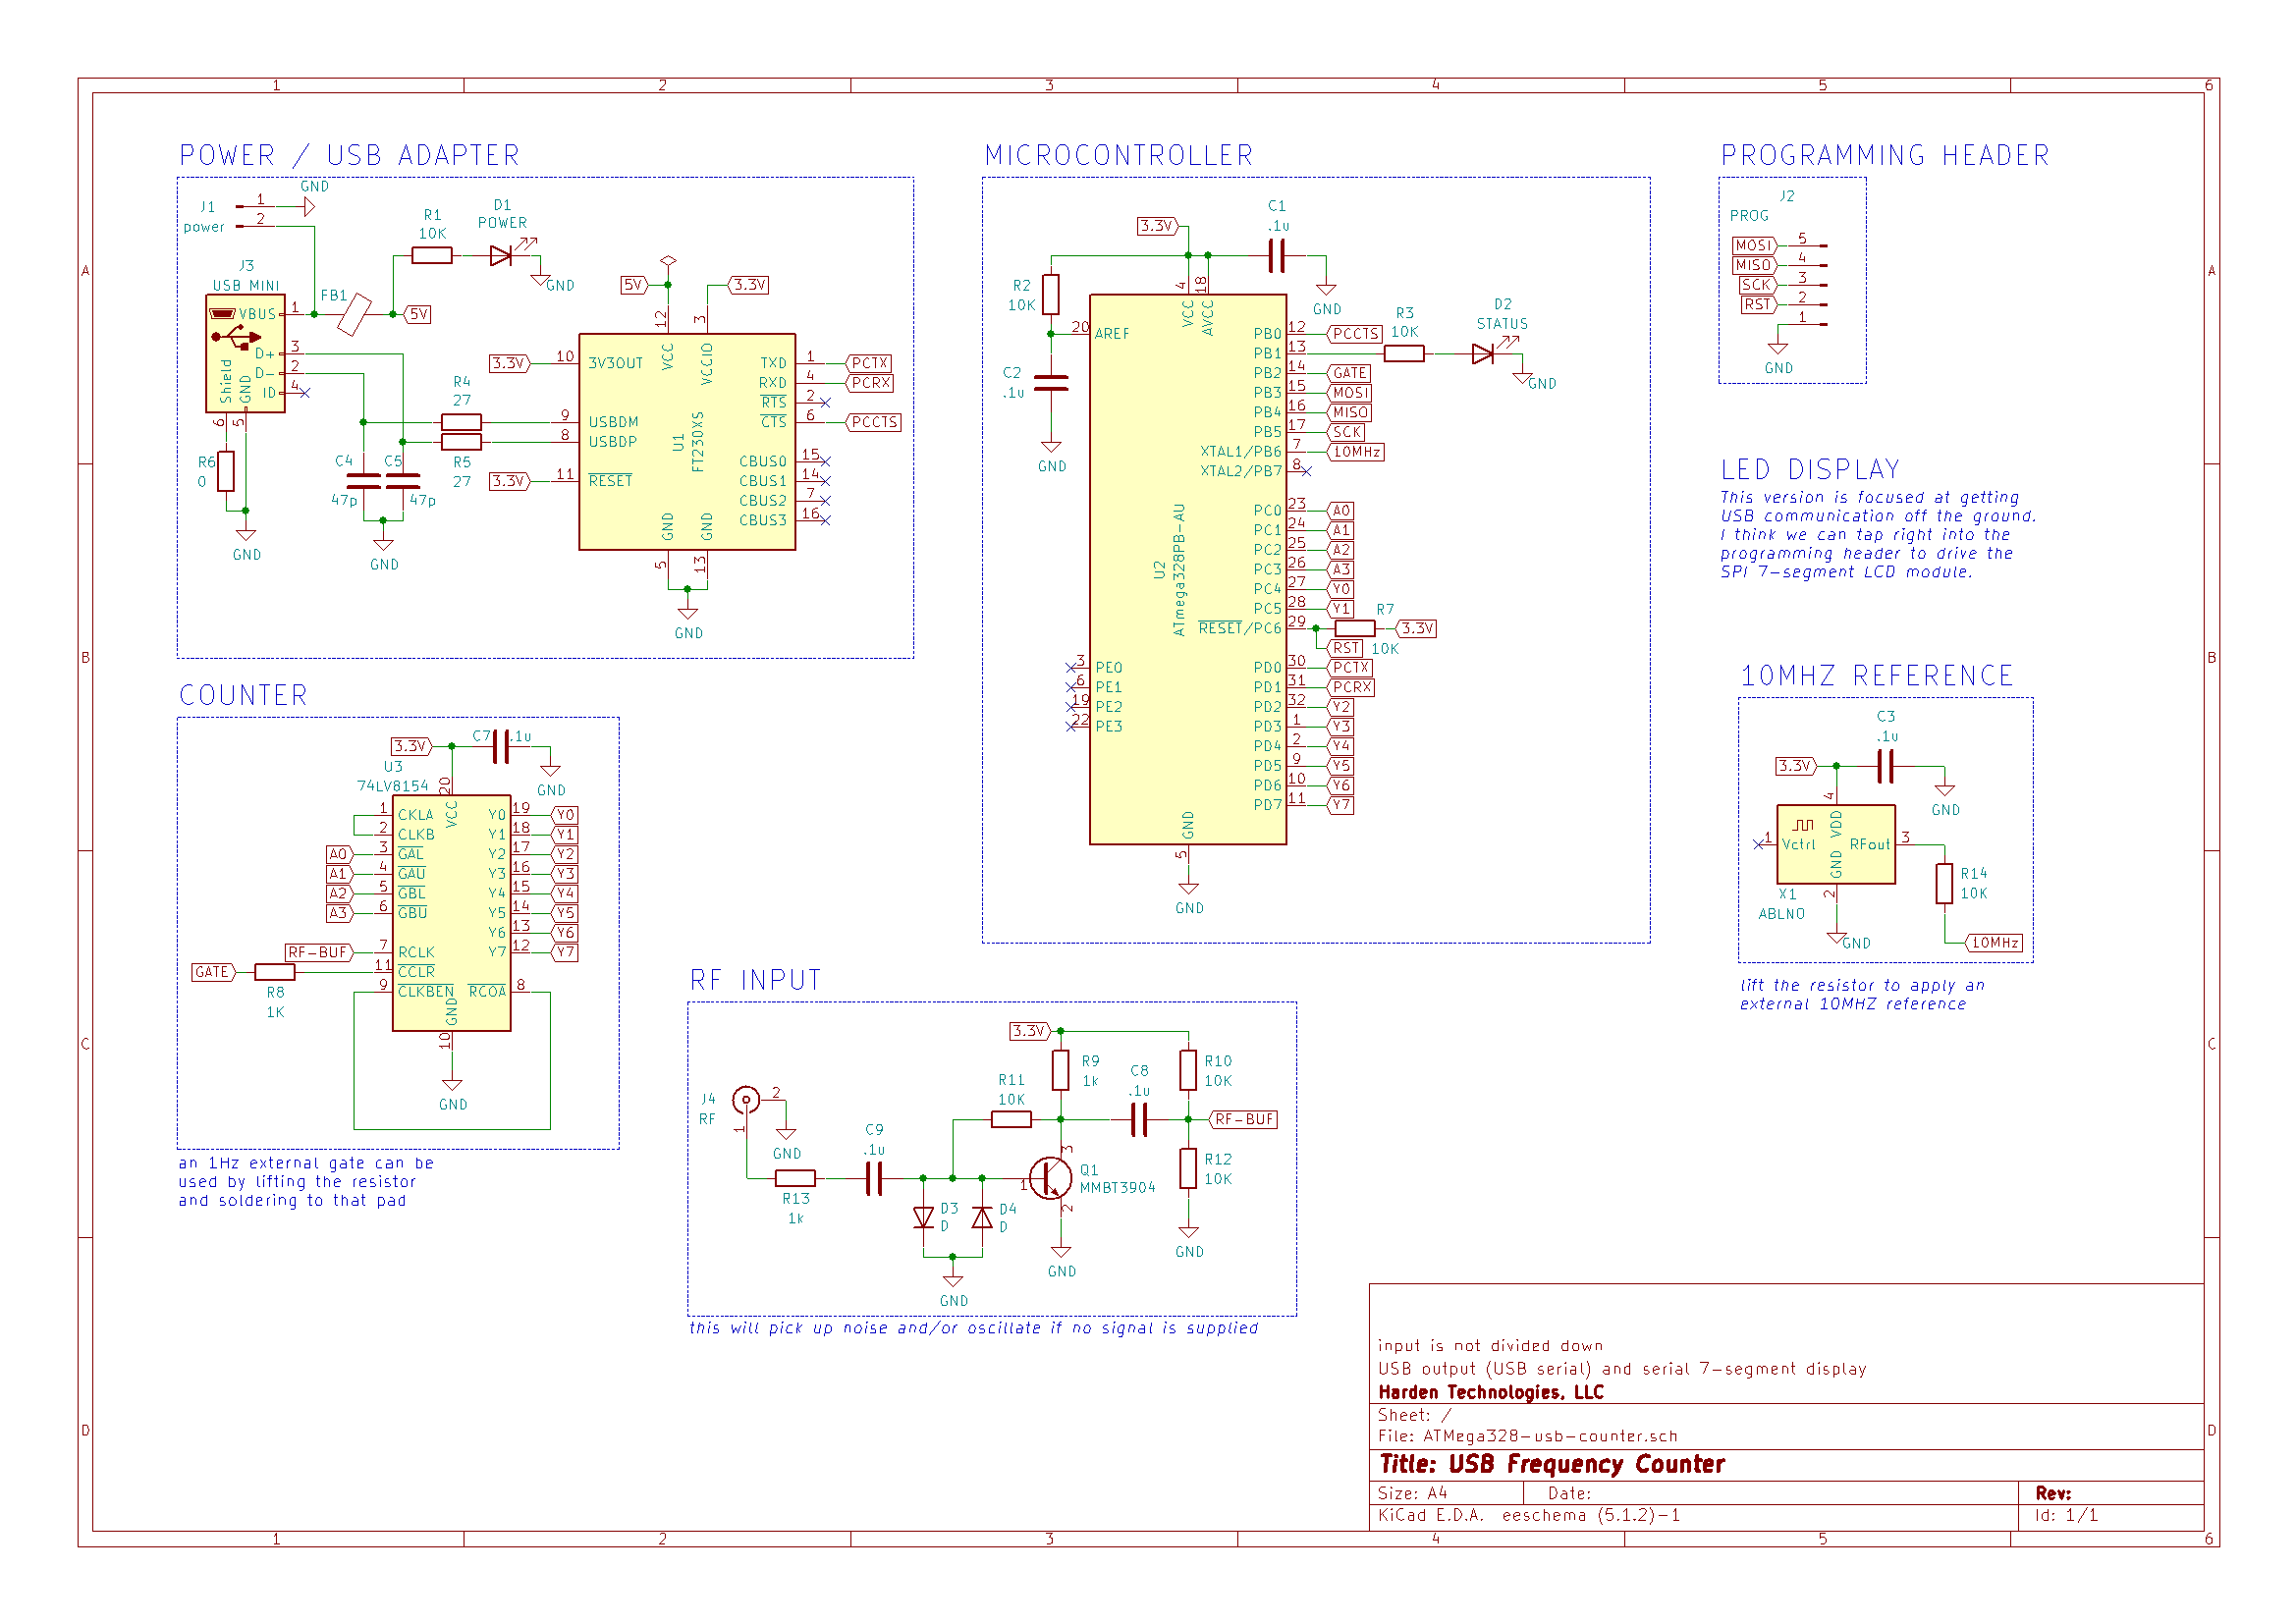 1 2 3 4 5 6
A
B
C
D
POWER / USB ADAPTER
GND
J1
power
1
2
R1
10K
D1
POWER
GND
J3
USB MINI
FB1
VBUS 1
5V
D+ 3
D- 2
ID 4
Shield
GND
6 5
R6
0
GND
C4 C5
47p 47p
GND
R4
27
R5
27
5V
3.3V
12 3
VCC VCCIO
3.3V 10 3V3OUT
9 USBDM
8 USBDP
3.3V 11 RESET
U1
FT230XS
TXD 1 PCTX
RXD 4 PCRX
RTS 2
CTS 6 PCCTS
CBUS0 15
CBUS1 14
CBUS2 7
CBUS3 16
GND GND
5 13
GND
MICROCONTROLLER
3.3V
C1
.1u
GND
R2
10K
C2
.1u
GND
4 18
VCC AVCC
20 AREF
U2
ATmega328PB-AU
PB0 12 PCCTS
PB1 13
R3
10K
D2
STATUS
GND
PB2 14 GATE
PB3 15 MOSI
PB4 16 MISO
PB5 17 SCK
XTAL1/PB6 7 10MHz
XTAL2/PB7 8
PC0 23 A0
PC1 24 A1
PC2 25 A2
PC3 26 A3
PC4 27 Y0
PC5 28 Y1
RESET/PC6 29
R7
10K
3.3V
RST
PD0 30 PCTX
PD1 31 PCRX
PD2 32 Y2
PD3 1 Y3
PD4 2 Y4
PD5 9 Y5
PD6 10 Y6
PD7 11 Y7
3 PE0
6 PE1
19 PE2
22 PE3
GND
5
GND
PROGRAMMING HEADER
J2
PROG
MOSI 5
MISO 4
SCK 3
RST 2
1
GND
LED DISPLAY
This version is focused at getting
USB communication off the ground.
I think we can tap right into the
programming header to drive the
SPI 7-segment LCD module.
10MHZ REFERENCE
C3
.1u
3.3V
GND
4
VDD
1 Vctrl
RFout 3
GND
2
X1
ABLNO
GND
R14
10K
10MHz
lift the resistor to apply an
external 10MHZ reference
COUNTER
3.3V
C7 .1u
GND
U3
74LV8154
20
VCC
1 CKLA
2 CLKB
A0 3 GAL
A1 4 GAU
A2 5 GBL
A3 6 GBU
RF-BUF 7 RCLK
GATE
R8
1K
11 CCLR
9 CLKBEN
RCOA 8
Y0 19 Y0
Y1 18 Y1
Y2 17 Y2
Y3 16 Y3
Y4 15 Y4
Y5 14 Y5
Y6 13 Y6
Y7 12 Y7
GND
10
GND
an 1Hz external gate can be
used by lifting the resistor
and soldering to that pad
RF INPUT
J4
RF
2
1
GND
R13
1k
C9
.1u
D3
D
D4
D
GND
R11
10K
3.3V
R9
1k
C8
.1u
R10
10K
RF-BUF
R12
10K
GND
Q1
MMBT3904
1
3
2
GND
this will pick up noise and/or oscillate if no signal is supplied
input is not divided down
USB output (USB serial) and serial 7-segment display
Harden Technologies, LLC
Sheet: /
File: ATMega328-usb-counter.sch
Title: USB Frequency Counter
Size: A4 Date: Rev:
KiCad E.D.A. eeschema (5.1.2)-1 Id: 1/1
A
B
C
D
1 2 3 4 5 6